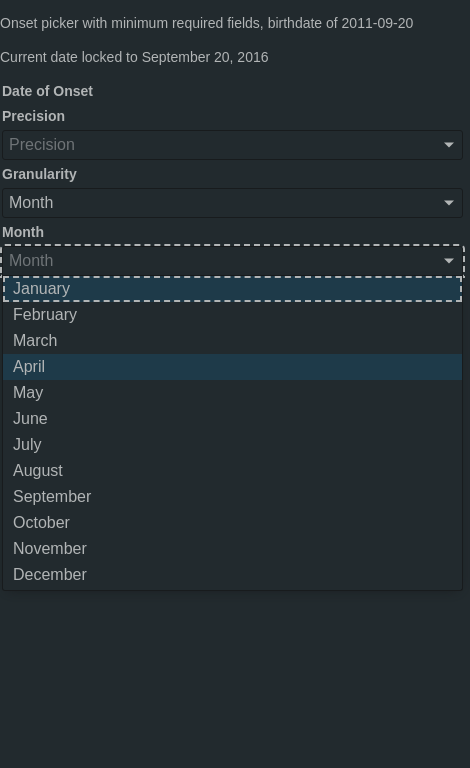 Onset picker with minimum required fields, birthdate of 2011-09-20
Current date locked to September 20, 2016
Date of Onset
Precision
Precision
Granularity
Month
Month
Month
January
February
March
April
May
June
July
August
September
October
November
December